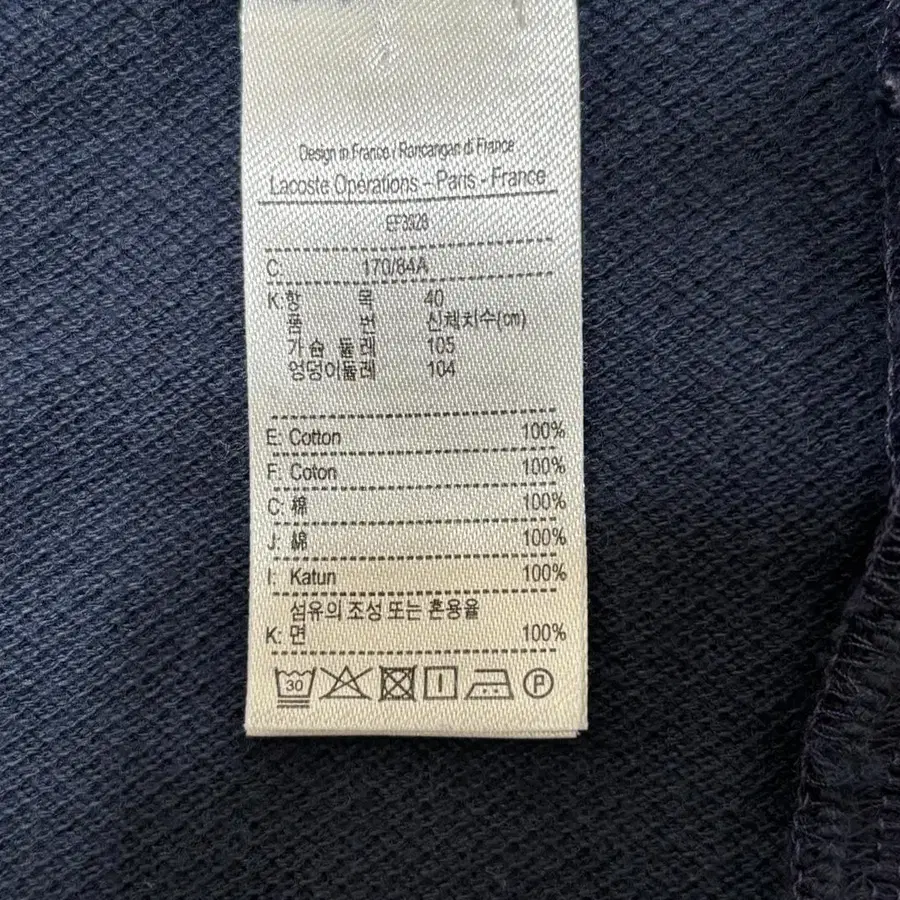 Design in France / Rancangan di France
Lacoste Opérations – Paris - France
EF3928
C: 170/84A
K: 항 목 40
품 번 신체치수(cm)
가슴 둘레 105
엉덩이둘레 104
E: Cotton 100%
F: Coton 100%
C: 棉 100%
J: 綿 100%
I: Katun 100%
섬유의 조성 또는 혼용율
K: 면 100%
30
P